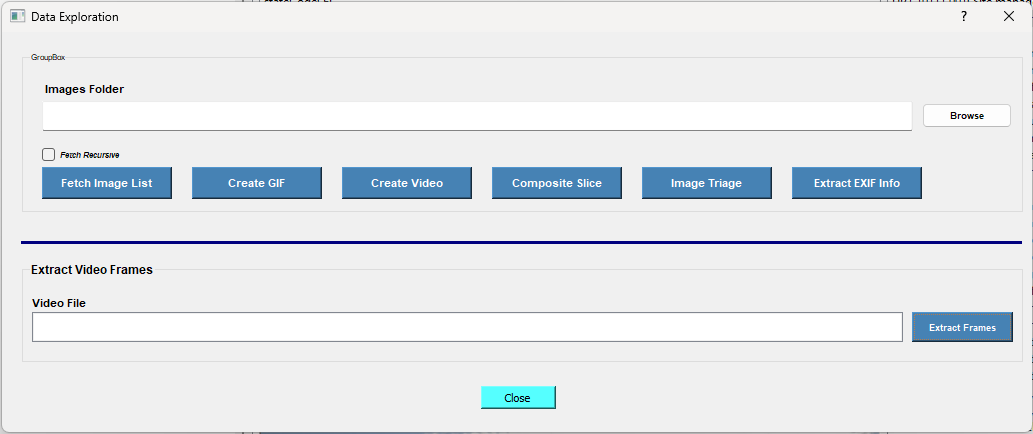 Data Exploration
?
GroupBox
Images Folder
Browse
Fetch Recursive
Fetch Image List
Create GIF
Create Video
Composite Slice
Image Triage
Extract EXIF Info
Extract Video Frames
Video File
Extract Frames
Close